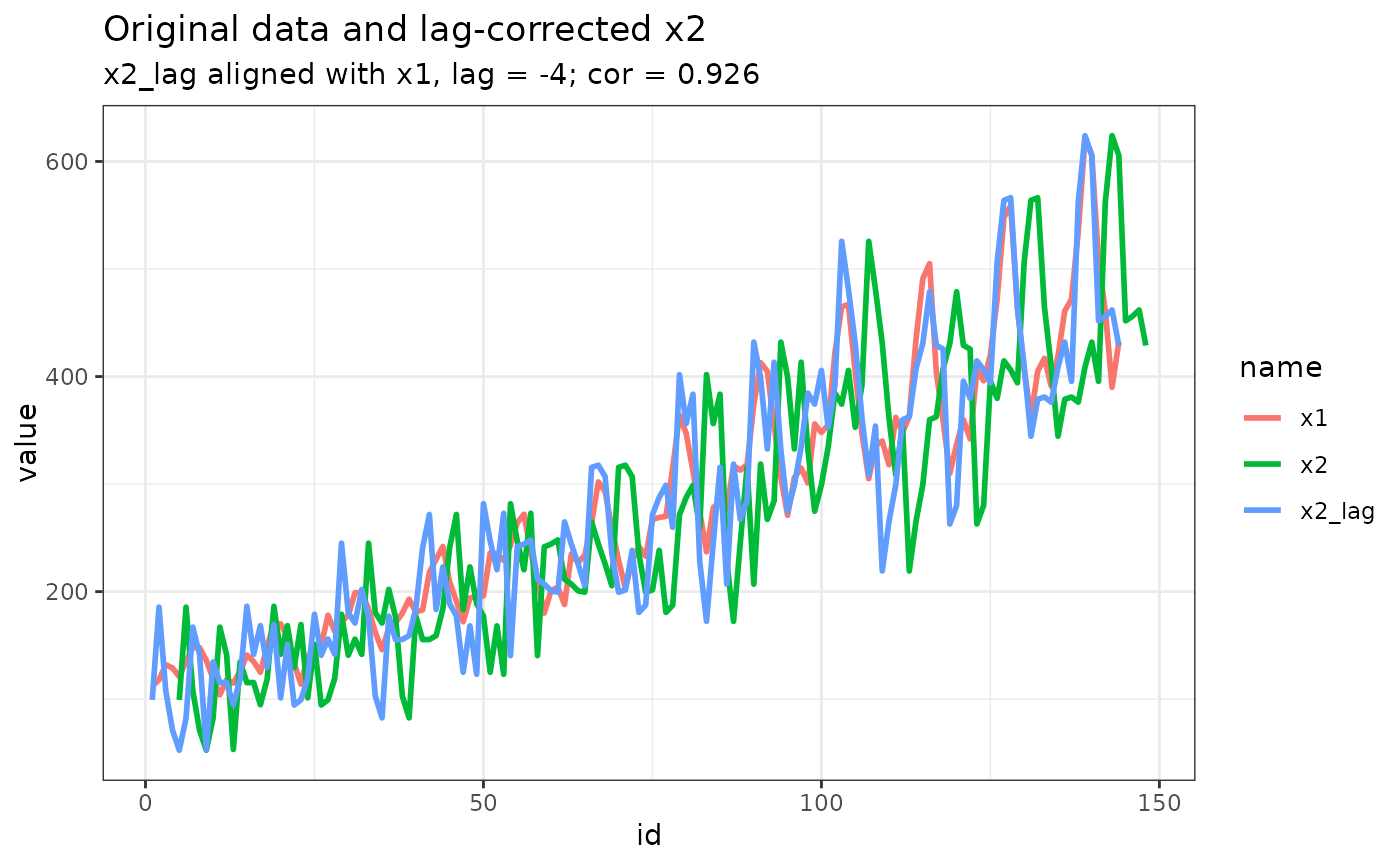 Original data and lag-corrected x2
x2_lag aligned with x1, lag = -4; cor = 0.926
600
400
200
value
0 50 100 150
id
name
x1
x2
x2_lag